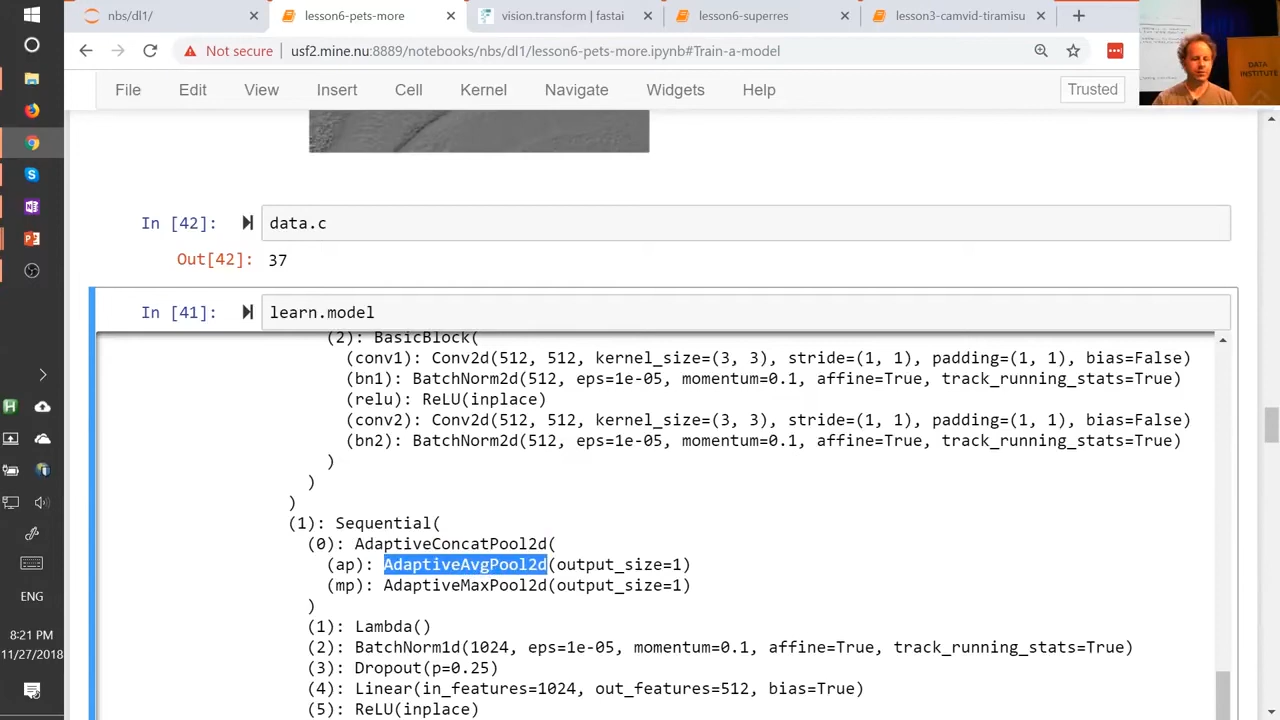 nbs/dl1/
lesson6-pets-more
vision.transform | fastai
lesson6-superres
lesson3-camvid-tiramisu
Not secure | usf2.mine.nu:8889/notebooks/nbs/dl1/lesson6-pets-more.ipynb#Train-a-model
File Edit View Insert Cell Kernel Navigate Widgets Help
Trusted
DATA
INSTITUTE
In [42]: data.c
Out[42]: 37
In [41]: learn.model
(2): BasicBlock(
(conv1): Conv2d(512, 512, kernel_size=(3, 3), stride=(1, 1), padding=(1, 1), bias=False)
(bn1): BatchNorm2d(512, eps=1e-05, momentum=0.1, affine=True, track_running_stats=True)
(relu): ReLU(inplace)
(conv2): Conv2d(512, 512, kernel_size=(3, 3), stride=(1, 1), padding=(1, 1), bias=False)
(bn2): BatchNorm2d(512, eps=1e-05, momentum=0.1, affine=True, track_running_stats=True)
)
)
)
(1): Sequential(
(0): AdaptiveConcatPool2d(
(ap): AdaptiveAvgPool2d(output_size=1)
(mp): AdaptiveMaxPool2d(output_size=1)
)
(1): Lambda()
(2): BatchNorm1d(1024, eps=1e-05, momentum=0.1, affine=True, track_running_stats=True)
(3): Dropout(p=0.25)
(4): Linear(in_features=1024, out_features=512, bias=True)
(5): ReLU(inplace)
ENG
8:21 PM
11/27/2018